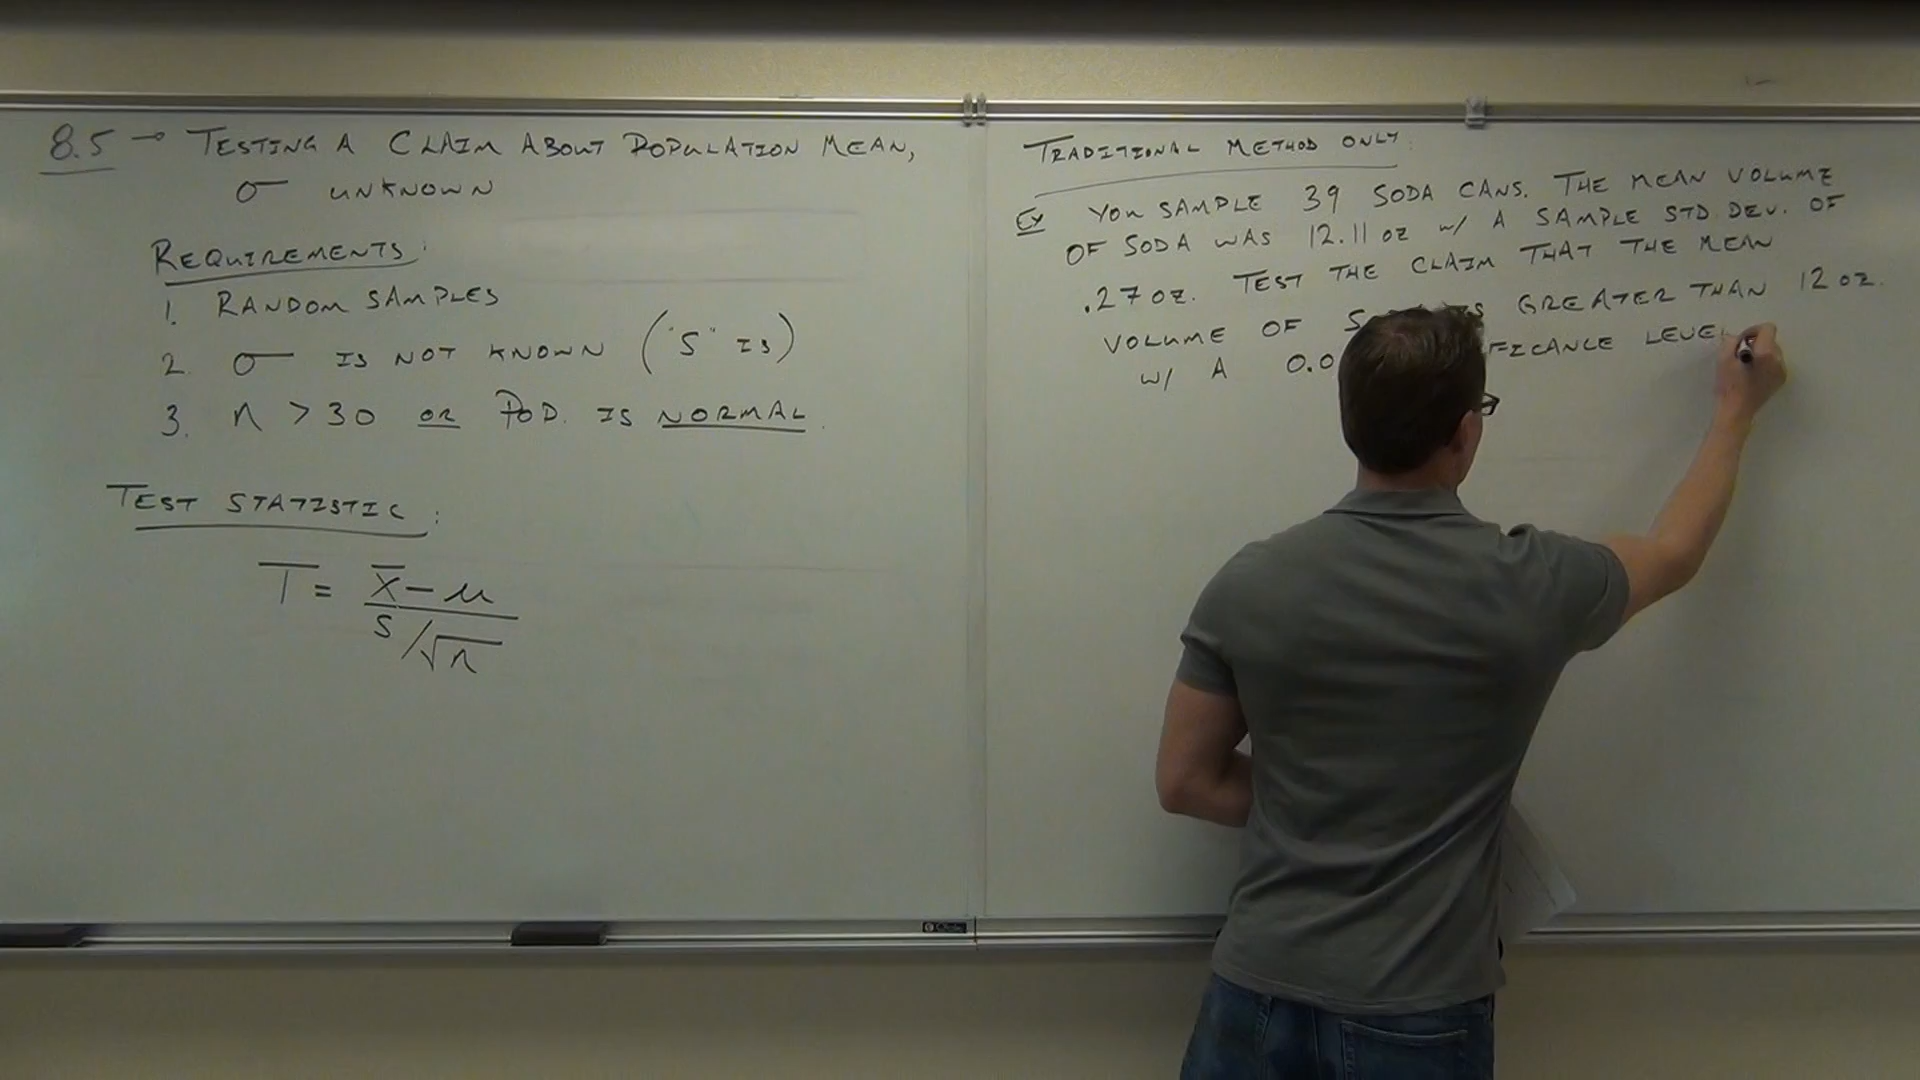 8.5 → TESTING A CLAIM ABOUT POPULATION MEAN,
σ UNKNOWN
REQUIREMENTS:
1. RANDOM SAMPLES
2. σ IS NOT KNOWN ("S" IS)
3. n > 30 OR POP. IS NORMAL.
TEST STATISTIC:
T = x̄ - μ
S/√n
TRADITIONAL METHOD ONLY:
EX YOU SAMPLE 39 SODA CANS. THE MEAN VOLUME
OF SODA WAS 12.11 OZ W/ A SAMPLE STD. DEV. OF
.27 OZ. TEST THE CLAIM THAT THE MEAN
VOLUME OF GREATER THAN 12 OZ.
W/ A LEVEL